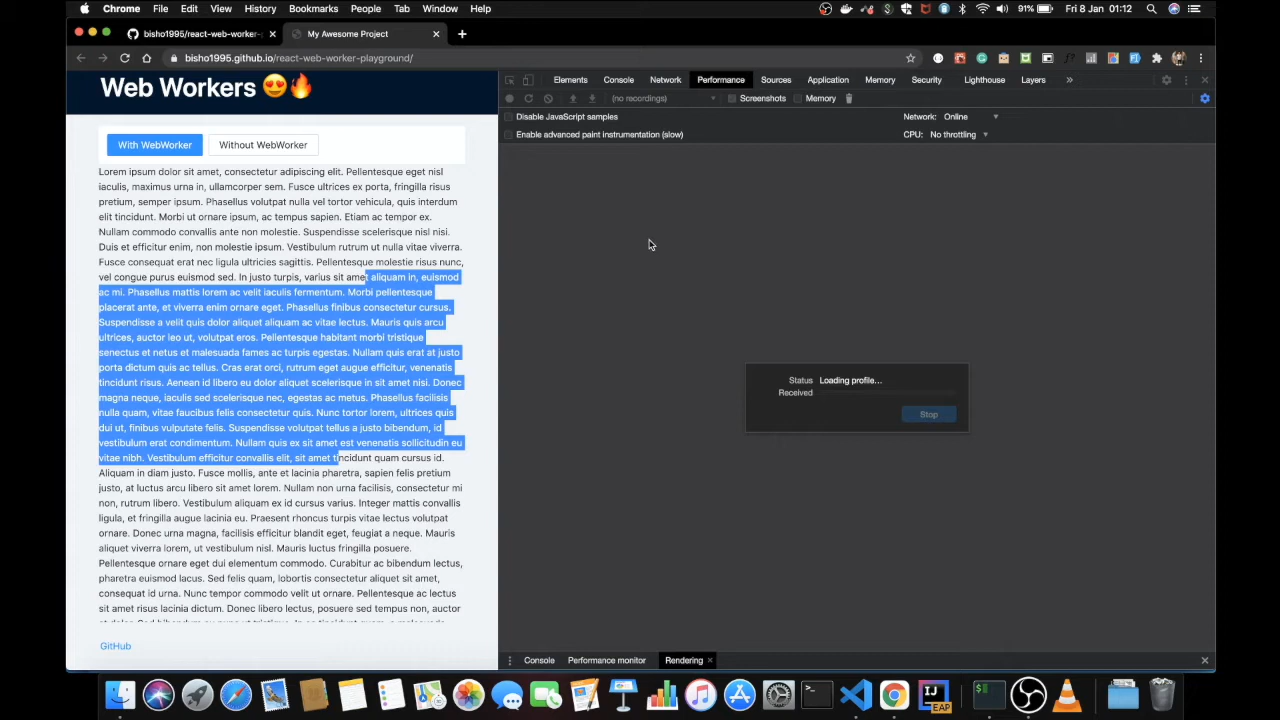 Chrome File Edit View History Bookmarks People Tab Window Help 91% Fri 8 Jan 01:12
bisho1995/react-web-worker- My Awesome Project
bisho1995.github.io/react-web-worker-playground/
Web Workers 😍🔥
With WebWorker Without WebWorker
Lorem ipsum dolor sit amet, consectetur adipiscing elit. Pellentesque eget nisl
iaculis, maximus urna in, ullamcorper sem. Fusce ultrices ex porta, fringilla risus
pretium, semper ipsum. Phasellus volutpat nulla vel tortor vehicula, quis interdum
elit tincidunt. Morbi ut ornare ipsum, ac tempus sapien. Etiam ac tempor ex.
Nullam commodo convallis ante non molestie. Suspendisse scelerisque nisl nisi.
Duis et efficitur enim, non molestie ipsum. Vestibulum rutrum ut nulla vitae viverra.
Fusce consequat erat nec ligula ultricies sagittis. Pellentesque molestie risus nunc,
vel congue purus euismod sed. In justo turpis, varius sit amet aliquam in, euismod
ac mi. Phasellus mattis lorem ac velit iaculis fermentum. Morbi pellentesque
placerat ante, et viverra enim ornare eget. Phasellus finibus consectetur cursus.
Suspendisse a velit quis dolor aliquet aliquam ac vitae lectus. Mauris quis arcu
ultrices, auctor leo ut, volutpat eros. Pellentesque habitant morbi tristique
senectus et netus et malesuada fames ac turpis egestas. Nullam quis erat at justo
porta dictum quis ac tellus. Cras erat orci, rutrum eget augue efficitur, venenatis
tincidunt risus. Aenean id libero eu dolor aliquet scelerisque in sit amet nisi. Donec
magna neque, iaculis sed scelerisque nec, egestas ac metus. Phasellus facilisis
nulla quam, vitae faucibus felis consectetur quis. Nunc tortor lorem, ultrices quis
dui ut, finibus vulputate felis. Suspendisse volutpat tellus a justo bibendum, id
vestibulum erat condimentum. Nullam quis ex sit amet est venenatis sollicitudin eu
vitae nibh. Vestibulum efficitur convallis elit, sit amet tincidunt quam cursus id.
Aliquam in diam justo. Fusce mollis, ante et lacinia pharetra, sapien felis pretium
justo, at luctus arcu libero sit amet lorem. Nullam non urna facilisis, consectetur mi
non, rutrum libero. Vestibulum aliquam ex id cursus varius. Integer mattis convallis
ligula, et fringilla augue lacinia eu. Praesent rhoncus turpis vitae lectus volutpat
ornare. Donec urna magna, facilisis efficitur blandit eget, feugiat a neque. Mauris
aliquet viverra lorem, ut vestibulum nisl. Mauris luctus fringilla posuere.
Pellentesque ornare eget dui elementum commodo. Curabitur ac bibendum lectus,
pharetra euismod lacus. Sed felis quam, lobortis consectetur aliquet sit amet,
consequat id urna. Nunc tempor commodo ornare. Pellentesque ac lectus
sit amet risus lacinia dictum. Donec libero lectus, posuere sed tempus non,
GitHub
Elements Console Network Performance Sources Application Memory Security Lighthouse Layers »
(no recordings) Screenshots Memory
Disable JavaScript samples Network: Online
Enable advanced paint instrumentation (slow) CPU: No throttling
Status Loading profile…
Received
Stop
Console Performance monitor Rendering